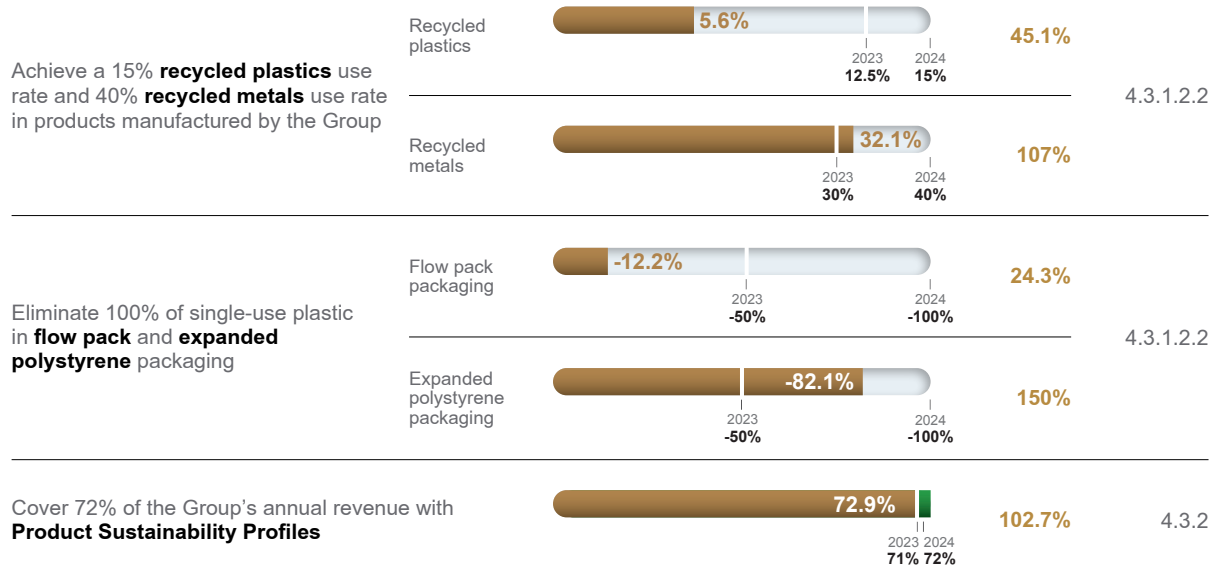 Achieve a 15% recycled plastics use
rate and 40% recycled metals use rate
in products manufactured by the Group
Recycled
plastics
5.6%
2023
12.5%
2024
15%
45.1%
4.3.1.2.2
Recycled
metals
32.1%
2023
30%
2024
40%
107%
Eliminate 100% of single-use plastic
in flow pack and expanded
polystyrene packaging
Flow pack
packaging
-12.2%
2023
-50%
2024
-100%
24.3%
4.3.1.2.2
Expanded
polystyrene
packaging
-82.1%
2023
-50%
2024
-100%
150%
Cover 72% of the Group’s annual revenue with
Product Sustainability Profiles
72.9%
2023 2024
71% 72%
102.7%
4.3.2